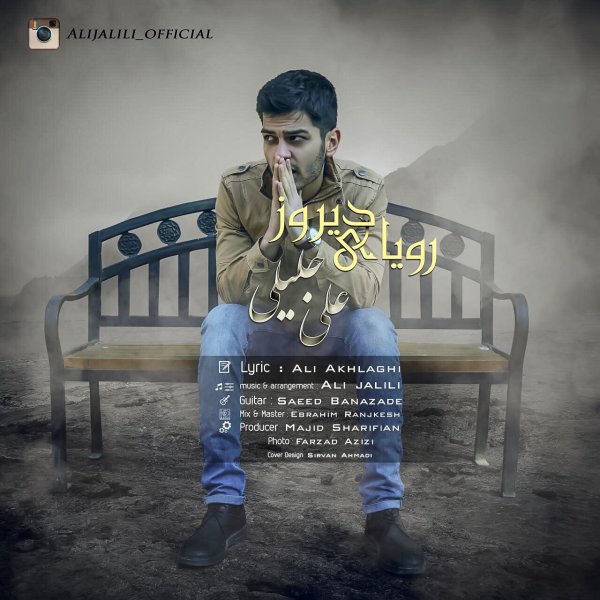 ALIJALILI_OFFICIAL
رویای دیروز
علی جلیلی
Lyric : ALI AKHLAGHI
music & arrangement : ALI JALILI
Guitar : SAEED BANAZADE
Mix & Master : EBRAHIM RANJKESH
Producer : MAJID SHARIFIAN
Photo : FARZAD AZIZI
Cover Design : SIRVAN AHMADI